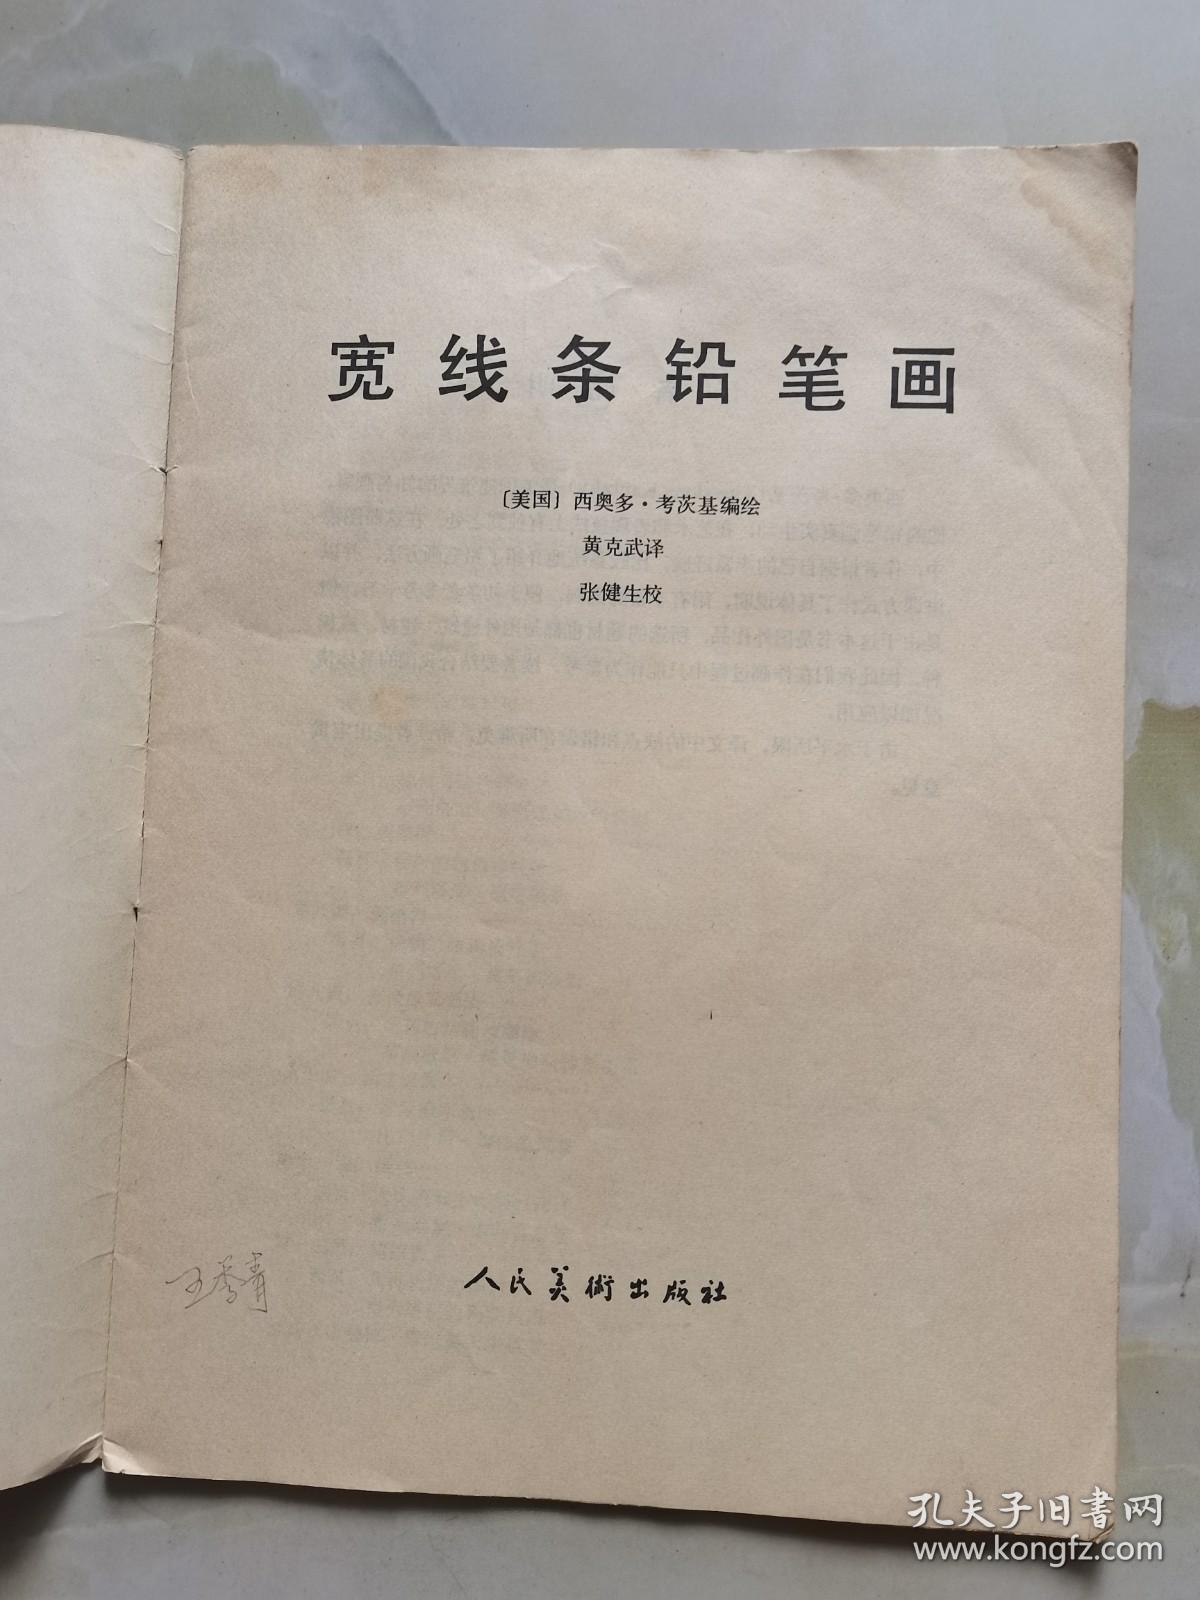 宽线条铅笔画
〔美国〕西奥多·考茨基编绘
黄克武译
张健生校
人民美術出版社
孔夫子旧书网
www.kongfz.com